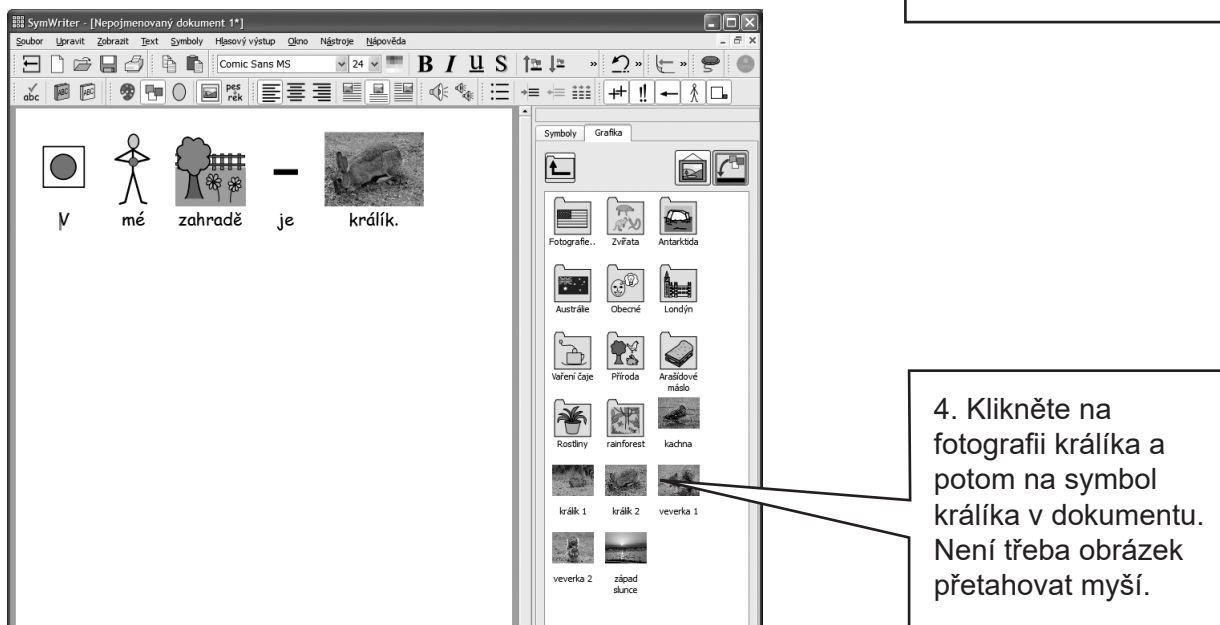 SymWriter - [Nepojmenovaný dokument 1*]
Soubor Upravit Zobrazit Text Symboly Hlasový výstup Okno Nástroje Nápověda
Comic Sans MS 24 B I U S
abc ABC ABC pes rék
V mé zahradě je králík.
Symboly Grafika
Fotografie.. Zvířata Antarktida
Austrálie Obecné Londýn
Vaření čaje Příroda Arašídové
máslo
Rostliny rainforest kachna
králík 1 králík 2 veverka 1
veverka 2 západ
slunce
4. Klikněte na
fotografii králíka a
potom na symbol
králíka v dokumentu.
Není třeba obrázek
přetahovat myší.